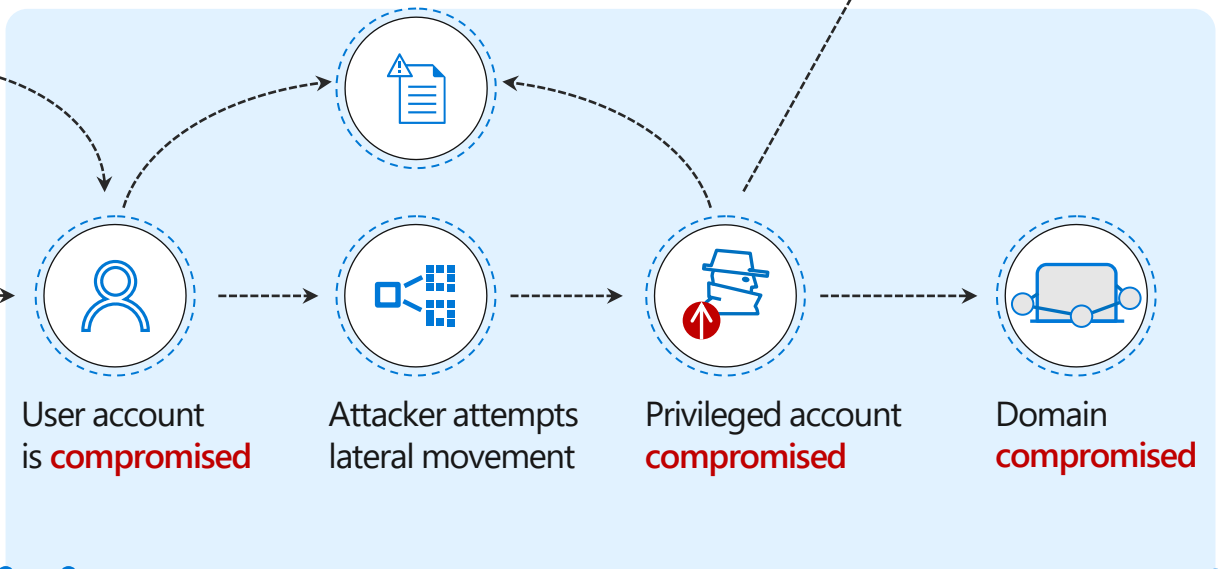 User account
is compromised
Attacker attempts
lateral movement
Privileged account
compromised
Domain
compromised